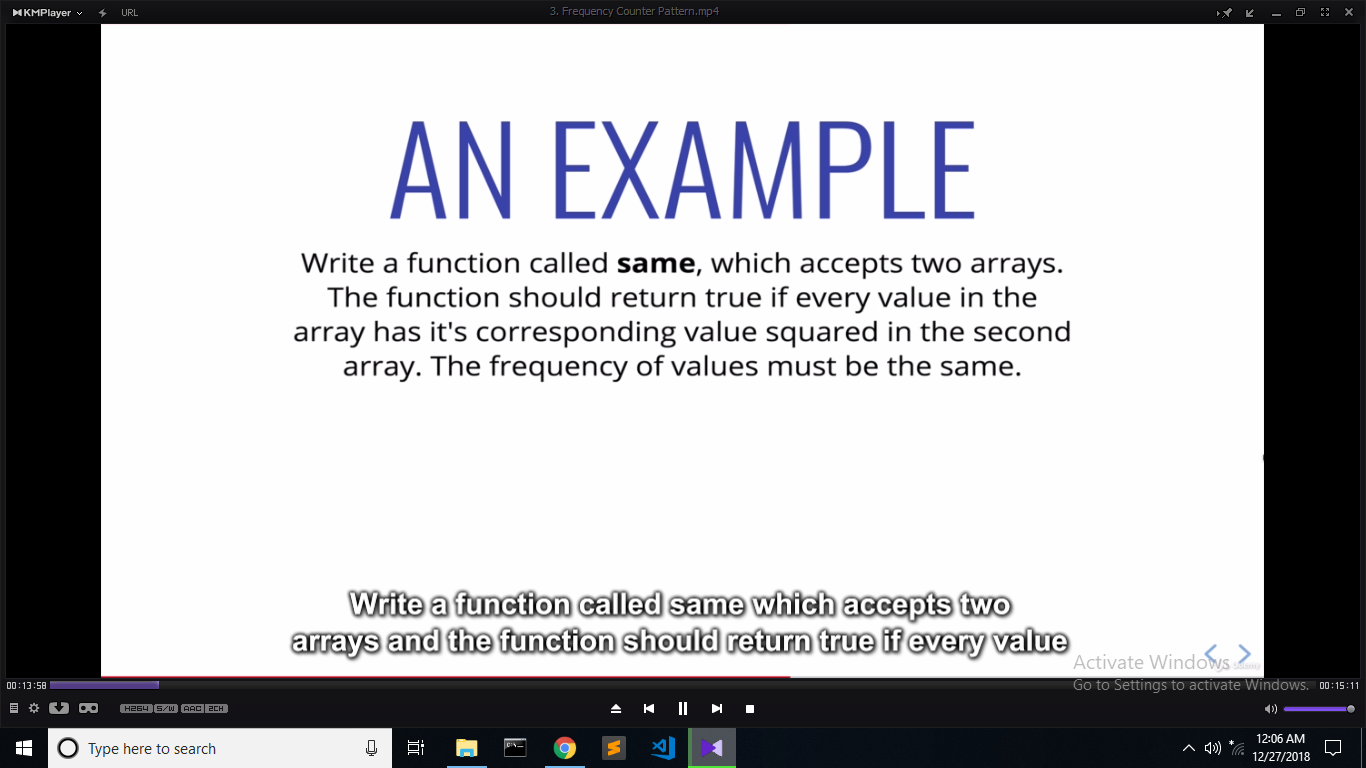 KMPlayer
URL
3. Frequency Counter Pattern.mp4
AN EXAMPLE
Write a function called same, which accepts two arrays.
The function should return true if every value in the
array has it's corresponding value squared in the second
array. The frequency of values must be the same.
Write a function called same which accepts two
arrays and the function should return true if every value
Activate Windows
Go to Settings to activate Windows.
00:13:58
00:15:11
H264 S/W AAC 2CH
Type here to search
12:06 AM
12/27/2018